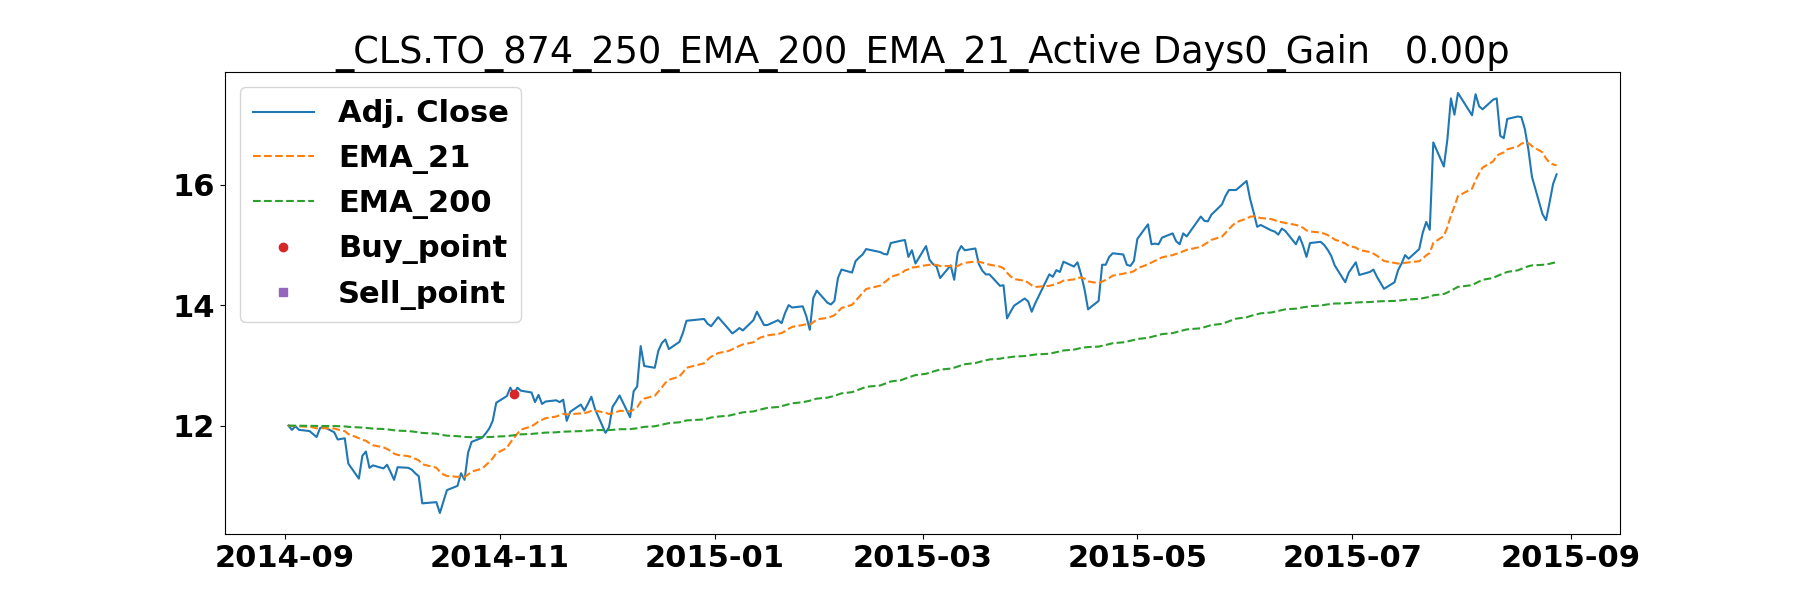 _CLS.TO_874_250_EMA_200_EMA_21_Active Days0_Gain   0.00p
Adj. Close
EMA_21
EMA_200
Buy_point
Sell_point
16
14
12
2014-09 2014-11 2015-01 2015-03 2015-05 2015-07 2015-09